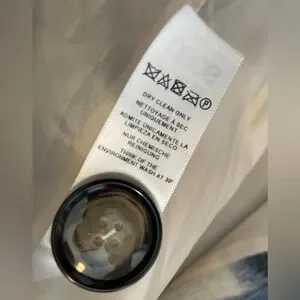 DRY CLEAN ONLY
NETTOYAGE À SEC
UNIQUEMENT
ADMITE ÚNICAMENTE LA
LIMPIEZA EN SECO
NUR CHEMISCHE
REINIGUNG
THINK OF THE
ENVIRONMENT WASH AT 30°